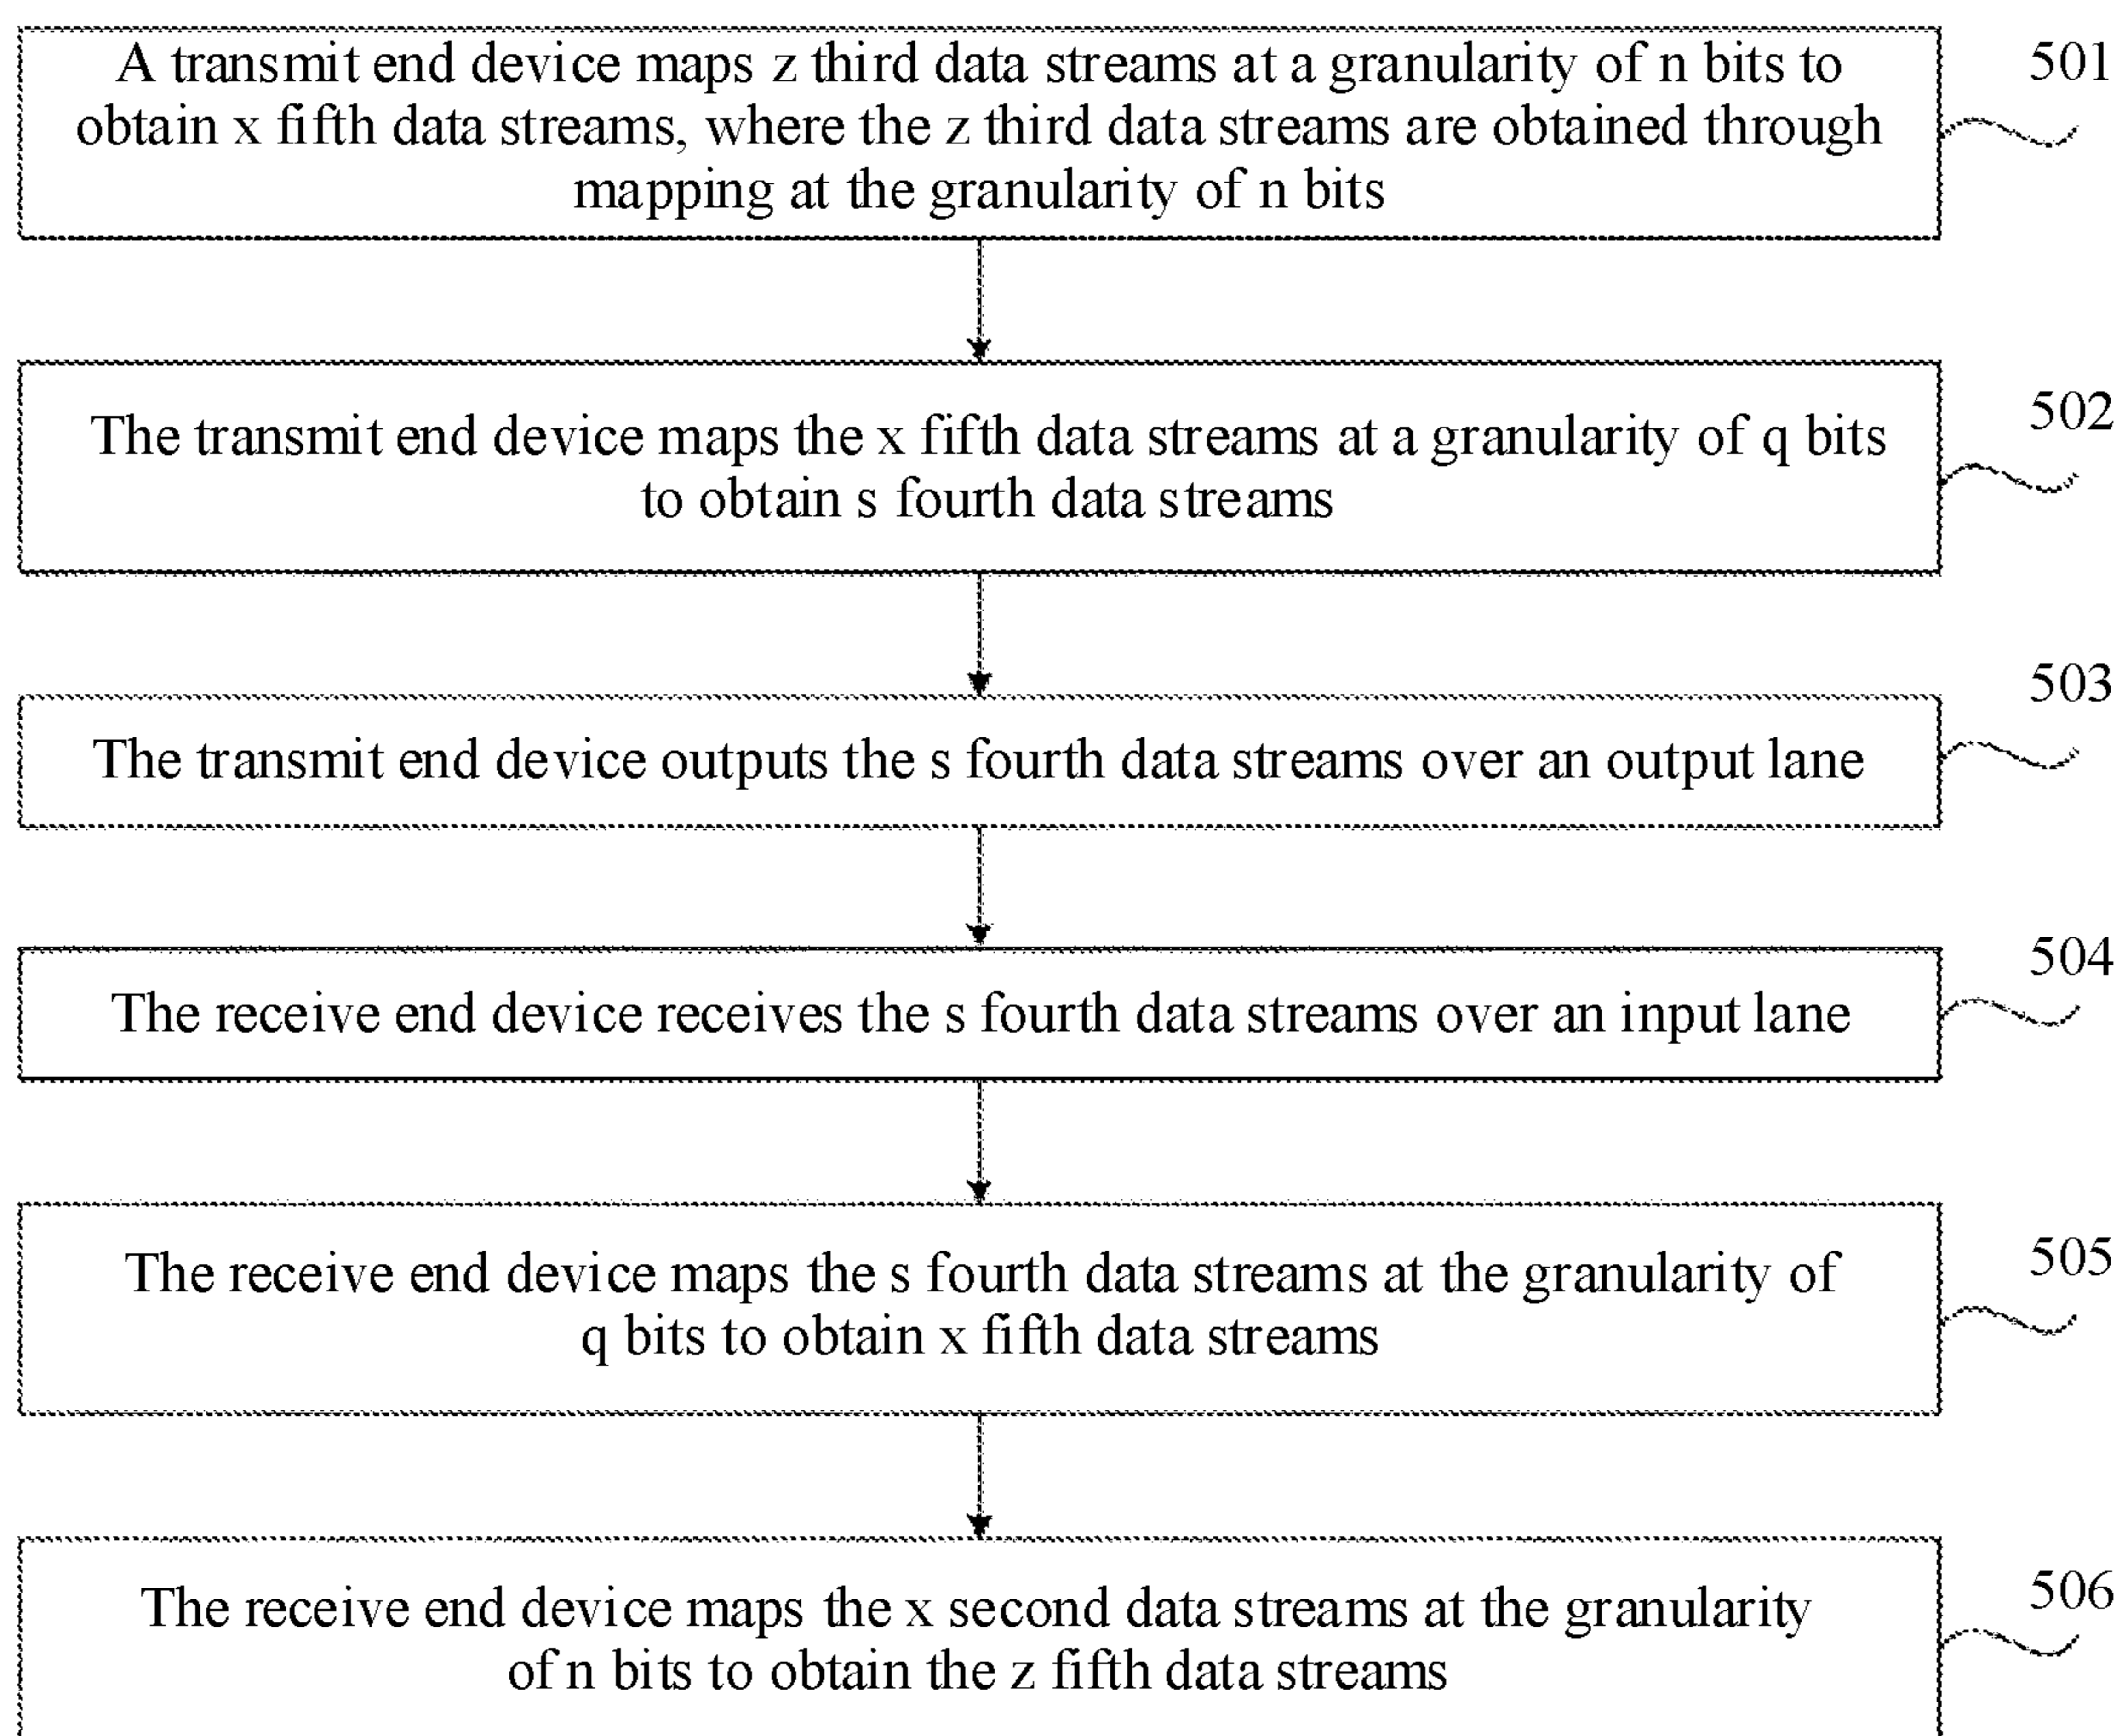 A transmit end device maps z third data streams at a granularity of n bits to
obtain x fifth data streams, where the z third data streams are obtained through
mapping at the granularity of n bits
501
The transmit end device maps the x fifth data streams at a granularity of q bits
to obtain s fourth data streams
502
The transmit end device outputs the s fourth data streams over an output lane
503
The receive end device receives the s fourth data streams over an input lane
504
The receive end device maps the s fourth data streams at the granularity of
q bits to obtain x fifth data streams
505
The receive end device maps the x second data streams at the granularity
of n bits to obtain the z fifth data streams
506